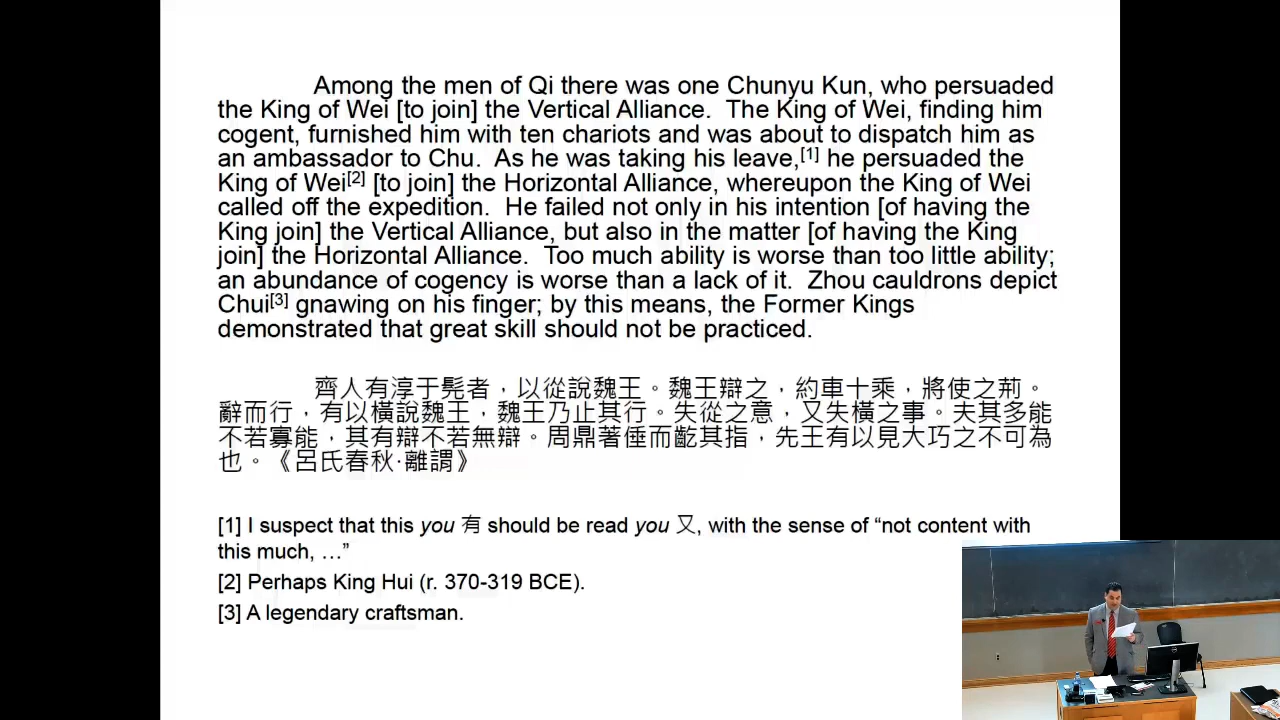 Among the men of Qi there was one Chunyu Kun, who persuaded
the King of Wei [to join] the Vertical Alliance.  The King of Wei, finding him
cogent, furnished him with ten chariots and was about to dispatch him as
an ambassador to Chu.  As he was taking his leave,[1] he persuaded the
King of Wei[2] [to join] the Horizontal Alliance, whereupon the King of Wei
called off the expedition.  He failed not only in his intention [of having the
King join] the Vertical Alliance, but also in the matter [of having the King
join] the Horizontal Alliance.  Too much ability is worse than too little ability;
an abundance of cogency is worse than a lack of it.  Zhou cauldrons depict
Chui[3] gnawing on his finger; by this means, the Former Kings
demonstrated that great skill should not be practiced.
齊人有淳于髡者，以從說魏王。魏王辯之，約車十乘，將使之荊。
辭而行，有以橫說魏王，魏王乃止其行。失從之意，又失橫之事。夫其多能
不若寡能，其有辯不若無辯。周鼎著倕而齕其指，先王有以見大巧之不可為
也。《呂氏春秋·離謂》
[1] I suspect that this you 有 should be read you 又, with the sense of “not content with
this much, …”
[2] Perhaps King Hui (r. 370-319 BCE).
[3] A legendary craftsman.